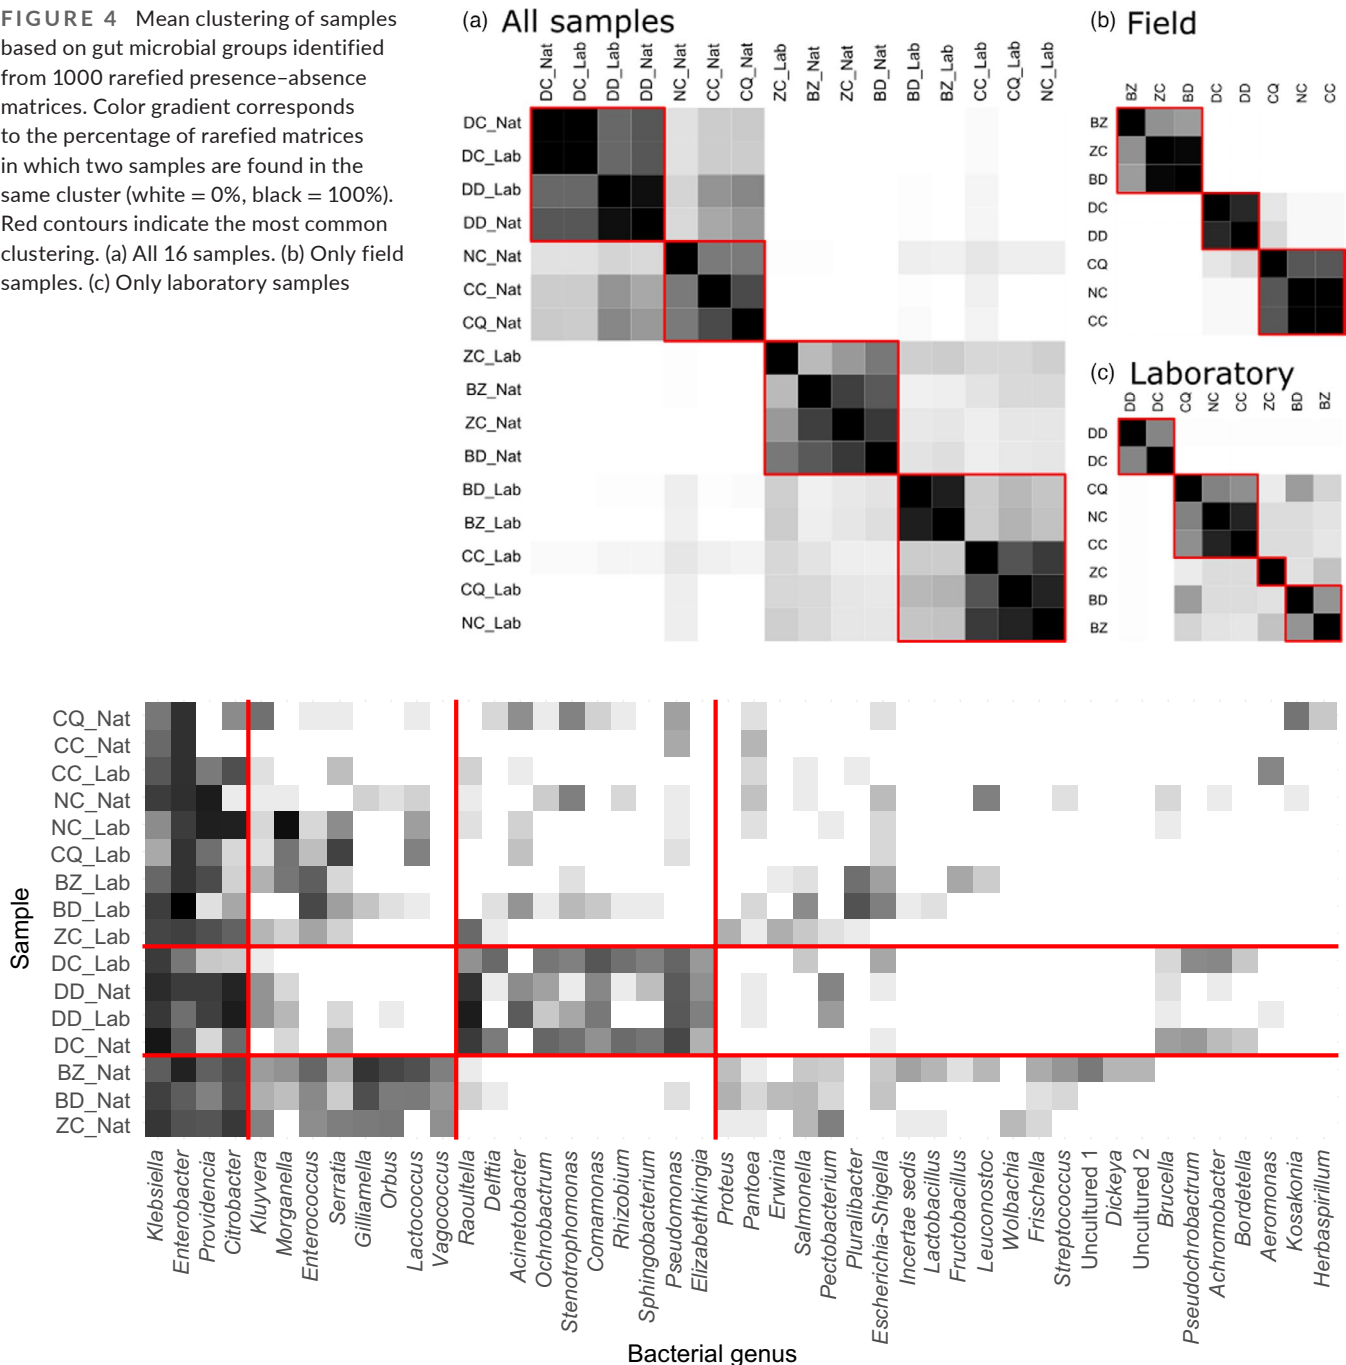 FIGURE 4 Mean clustering of samples
based on gut microbial groups identified
from 1000 rarefied presence–absence
matrices. Color gradient corresponds
to the percentage of rarefied matrices
in which two samples are found in the
same cluster (white = 0%, black = 100%).
Red contours indicate the most common
clustering. (a) All 16 samples. (b) Only field
samples. (c) Only laboratory samples
(a) All samples
DC_Nat DC_Lab DD_Lab DD_Nat NC_Nat CC_Nat CQ_Nat ZC_Lab BZ_Nat ZC_Nat BD_Nat BD_Lab BZ_Lab CC_Lab CQ_Lab NC_Lab
DC_Nat
DC_Lab
DD_Lab
DD_Nat
NC_Nat
CC_Nat
CQ_Nat
ZC_Lab
BZ_Nat
ZC_Nat
BD_Nat
BD_Lab
BZ_Lab
CC_Lab
CQ_Lab
NC_Lab
(b) Field
BZ ZC BD DC DD CQ NC CC
BZ
ZC
BD
DC
DD
CQ
NC
CC
(c) Laboratory
DD DC CQ NC CC ZC BD BZ
DD
DC
CQ
NC
CC
ZC
BD
BZ
Sample
CQ_Nat
CC_Nat
CC_Lab
NC_Nat
NC_Lab
CQ_Lab
BZ_Lab
BD_Lab
ZC_Lab
DC_Lab
DD_Nat
DD_Lab
DC_Nat
BZ_Nat
BD_Nat
ZC_Nat
Klebsiella
Enterobacter
Providencia
Citrobacter
Kluyvera
Morganella
Enterococcus
Serratia
Gilliamella
Orbus
Lactococcus
Vagococcus
Raoultella
Delftia
Acinetobacter
Ochrobactrum
Stenotrophomonas
Comamonas
Rhizobium
Sphingobacterium
Pseudomonas
Elizabethkingia
Proteus
Pantoea
Erwinia
Salmonella
Pectobacterium
Pluralibacter
Escherichia-Shigella
Incertae sedis
Lactobacillus
Fructobacillus
Leuconostoc
Wolbachia
Frischella
Streptococcus
Uncultured 1
Dickeya
Uncultured 2
Brucella
Pseudochrobactrum
Achromobacter
Bordetella
Aeromonas
Kosakonia
Herbaspirillum
Bacterial genus